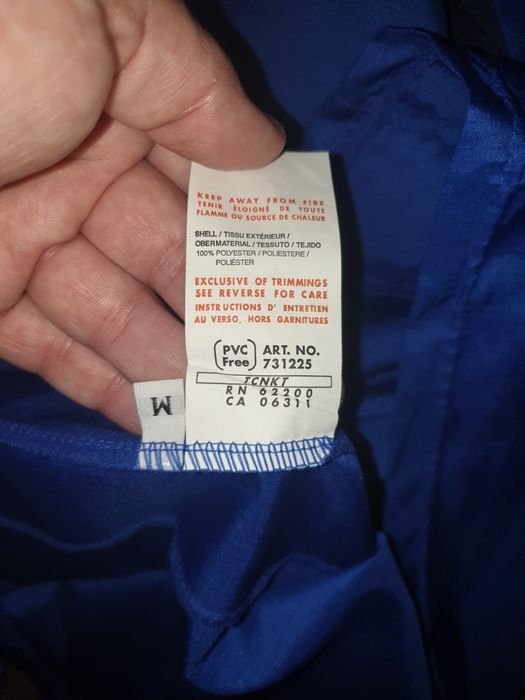 KEEP AWAY FROM FIRE
TENIR ÉLOIGNÉ DE TOUTE
FLAMME OU SOURCE DE CHALEUR
SHELL / TISSU EXTÉRIEUR /
OBERMATERIAL / TESSUTO / TEJIDO
100% POLYESTER / POLIESTERE /
POLIÉSTER
EXCLUSIVE OF TRIMMINGS
SEE REVERSE FOR CARE
INSTRUCTIONS D' ENTRETIEN
AU VERSO, HORS GARNITURES
(PVC Free) ART. NO.
731225
TCNKT
RN 62200
CA 06311
M